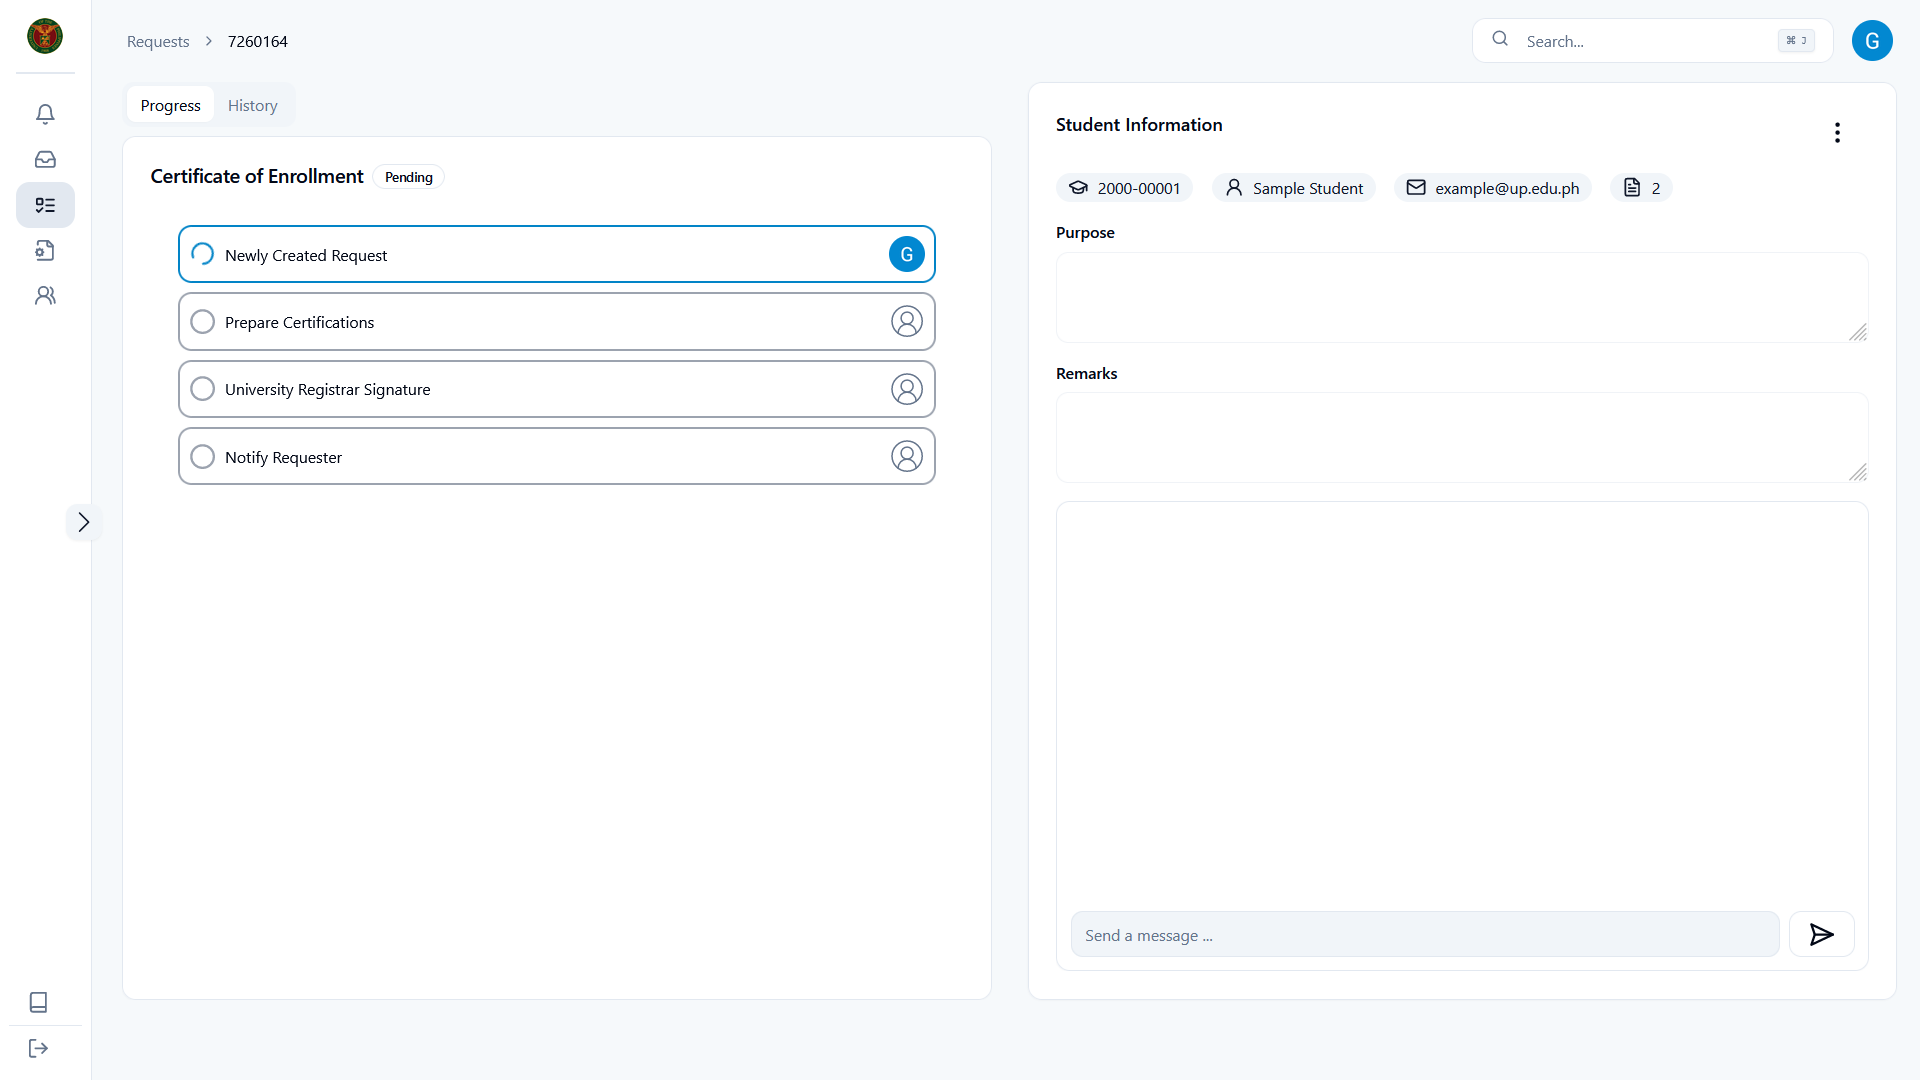 Requests > 7260164
Search...
⌘ J
G
Progress
History
Certificate of Enrollment
Pending
Newly Created Request
G
Prepare Certifications
University Registrar Signature
Notify Requester
Student Information
2000-00001
Sample Student
example@up.edu.ph
2
Purpose
Remarks
Send a message ...